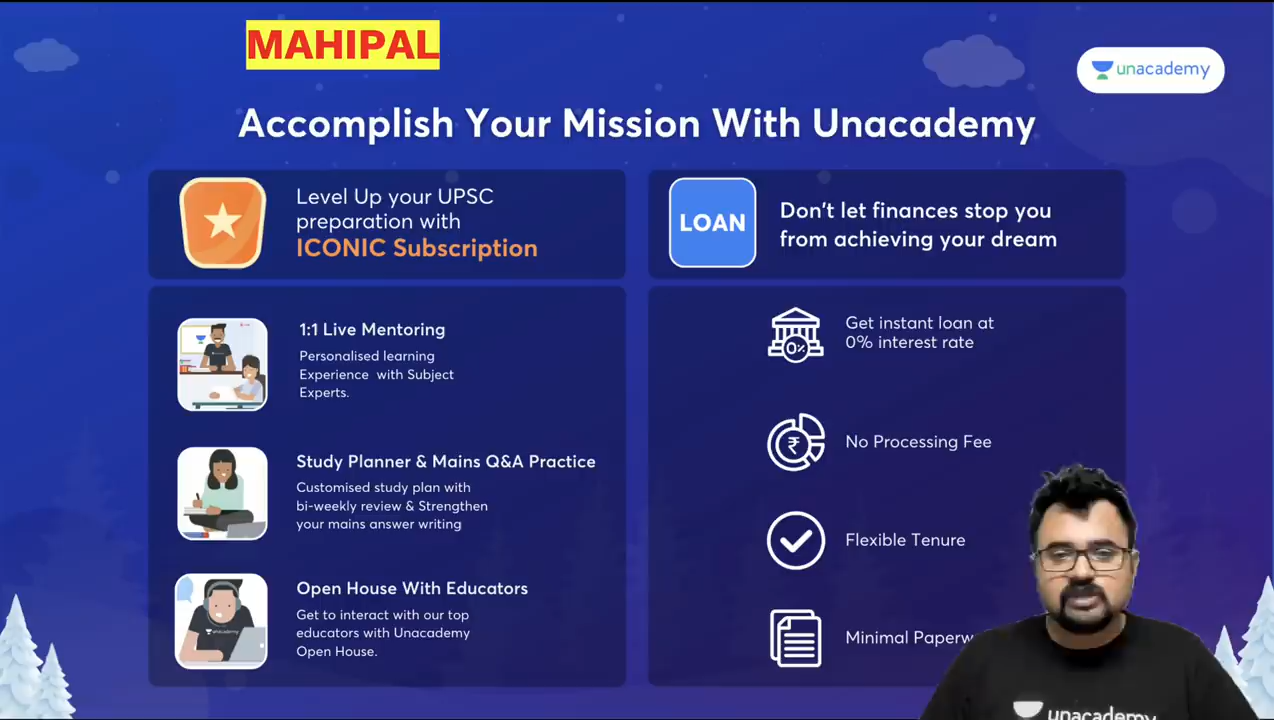 MAHIPAL
unacademy
Accomplish Your Mission With Unacademy
Level Up your UPSC
preparation with
ICONIC Subscription
LOAN
Don't let finances stop you
from achieving your dream
1:1 Live Mentoring
Personalised learning
Experience with Subject
Experts.
Study Planner & Mains Q&A Practice
Customised study plan with
bi-weekly review & Strengthen
your mains answer writing
Open House With Educators
Get to interact with our top
educators with Unacademy
Open House.
Get instant loan at
0% interest rate
0%
₹
No Processing Fee
Flexible Tenure
Minimal Paperw
unacademy